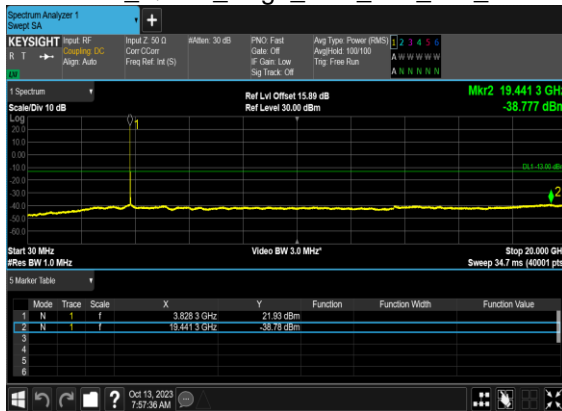 Spectrum Analyzer 1
Swept SA
KEYSIGHT Input: RF Input Z: 50 Ω #Atten: 30 dB PNO: Fast Avg Type: Power (RMS) 1 2 3 4 5 6
R T Coupling: DC Corr CCorr Gate: Off Avg|Hold: 100/100 A W W W W W
Align: Auto Freq Ref: Int (S) IF Gain: Low Trig: Free Run
Sig Track: Off A N N N N N
1 Spectrum Ref Lvl Offset 15.89 dB Mkr2 19.441 3 GHz
Scale/Div 10 dB Ref Level 30.00 dBm -38.777 dBm
Log
20.0
1
10.0
0.00
-10.0
DL1 -13.00 dBm
-20.0
2
-30.0
-40.0
-50.0
-60.0
Start 30 MHz Video BW 3.0 MHz* Stop 20.000 GH
#Res BW 1.0 MHz Sweep 34.7 ms (40001 pts
5 Marker Table
Mode Trace Scale X Y Function Function Width Function Value
1 N 1 f 3.828 3 GHz 21.93 dBm
2 N 1 f 19.441 3 GHz -38.78 dBm
3
4
5
6
? Oct 13, 2023
7:57:36 AM